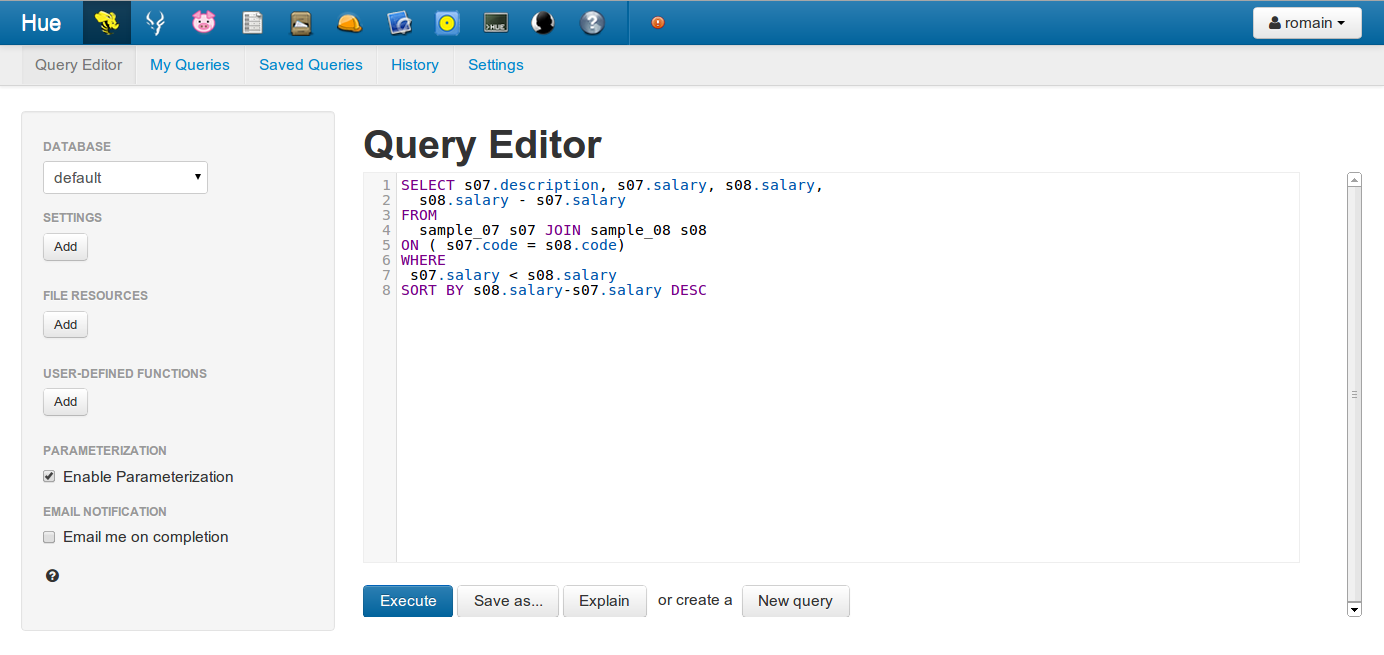 Hue
>HUE
romain
Query Editor My Queries Saved Queries History Settings
DATABASE
default
SETTINGS
Add
FILE RESOURCES
Add
USER-DEFINED FUNCTIONS
Add
PARAMETERIZATION
Enable Parameterization
EMAIL NOTIFICATION
Email me on completion
?
Query Editor
1 SELECT s07.description, s07.salary, s08.salary,
2   s08.salary - s07.salary
3 FROM
4   sample_07 s07 JOIN sample_08 s08
5 ON ( s07.code = s08.code)
6 WHERE
7  s07.salary < s08.salary
8 SORT BY s08.salary-s07.salary DESC
Execute Save as... Explain or create a New query